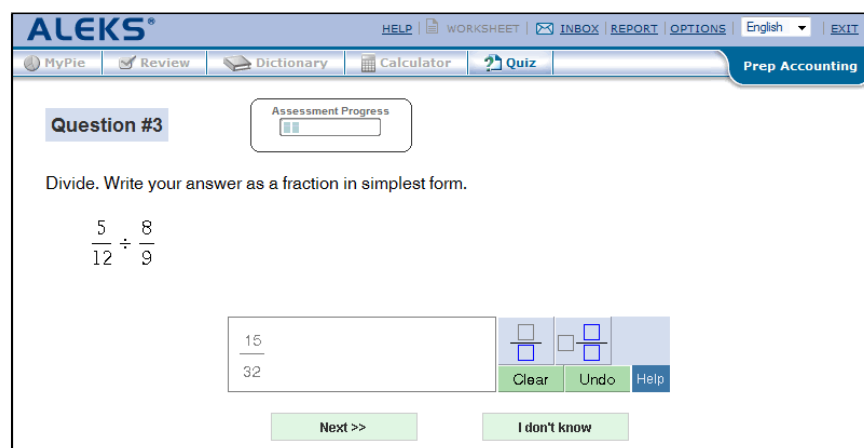 ALEKS® HELP WORKSHEET INBOX REPORT OPTIONS English EXIT
MyPie Review Dictionary Calculator Quiz Prep Accounting
Question #3
Assessment Progress
Divide. Write your answer as a fraction in simplest form.
5/12 ÷ 8/9
15/32
Clear Undo Help
Next >> I don't know